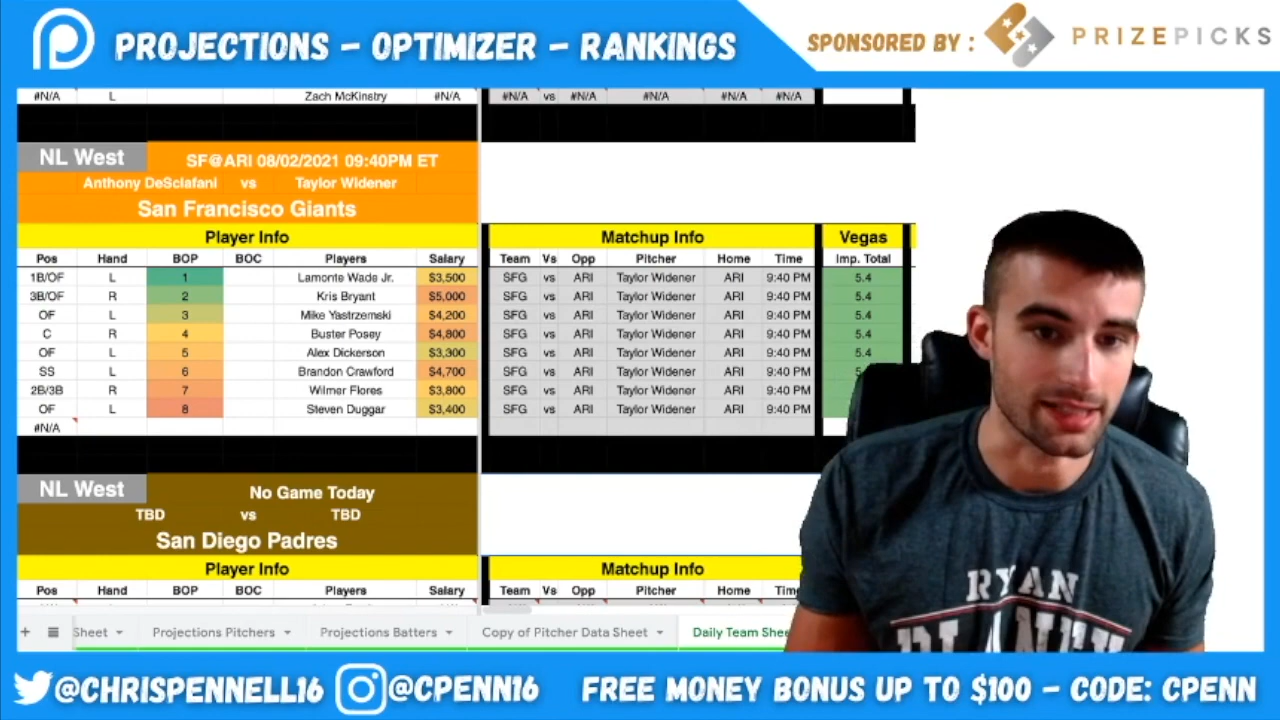 PROJECTIONS – OPTIMIZER – RANKINGS
SPONSORED BY : PRIZEPICKS
#N/A L Zach McKinstry #N/A #N/A vs #N/A #N/A #N/A #N/A
NL West SF@ARI 08/02/2021 09:40PM ET
Anthony DeSclafani vs Taylor Widener
San Francisco Giants
Player Info Matchup Info Vegas
Pos Hand BOP BOC Players Salary Team Vs Opp Pitcher Home Time Imp. Total
1B/OF L 1 Lamonte Wade Jr. $3,500 SFG vs ARI Taylor Widener ARI 9:40 PM 5.4
3B/OF R 2 Kris Bryant $5,000 SFG vs ARI Taylor Widener ARI 9:40 PM 5.4
OF L 3 Mike Yastrzemski $4,200 SFG vs ARI Taylor Widener ARI 9:40 PM 5.4
C R 4 Buster Posey $4,800 SFG vs ARI Taylor Widener ARI 9:40 PM 5.4
OF L 5 Alex Dickerson $3,300 SFG vs ARI Taylor Widener ARI 9:40 PM 5.4
SS L 6 Brandon Crawford $4,700 SFG vs ARI Taylor Widener ARI 9:40 PM
2B/3B R 7 Wilmer Flores $3,800 SFG vs ARI Taylor Widener ARI 9:40 PM
OF L 8 Steven Duggar $3,400 SFG vs ARI Taylor Widener ARI 9:40 PM
#N/A
NL West No Game Today
TBD vs TBD
San Diego Padres
Player Info Matchup Info
Pos Hand BOP BOC Players Salary Team Vs Opp Pitcher Home Time
+ Sheet Projections Pitchers Projections Batters Copy of Pitcher Data Sheet Daily Team Shee
RYAN
@CHRISPENNELL16 @CPENN16 FREE MONEY BONUS UP TO $100 – CODE: CPENN